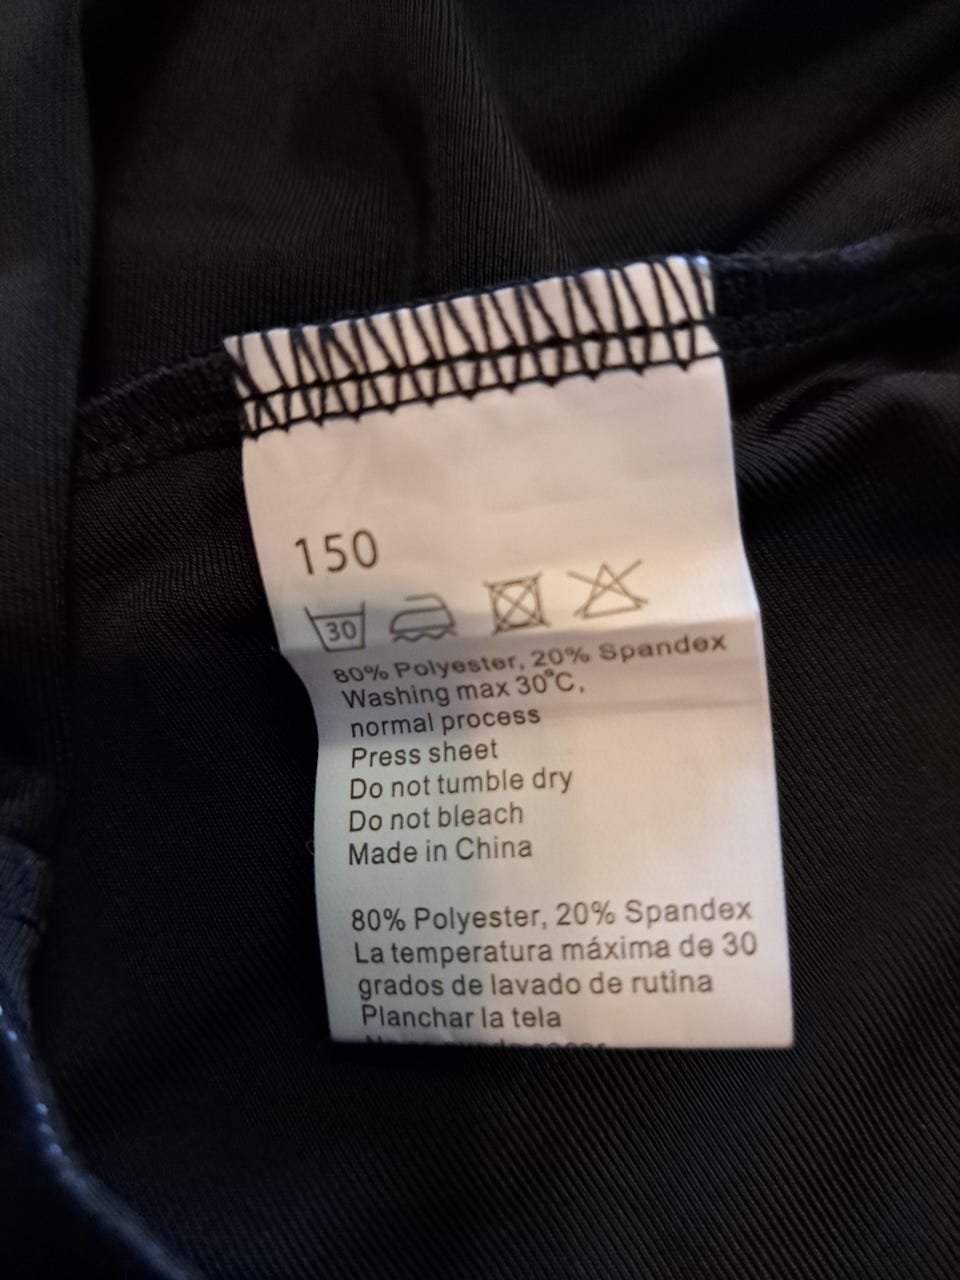 150
30
80% Polyester, 20% Spandex
Washing max 30°C,
normal process
Press sheet
Do not tumble dry
Do not bleach
Made in China
80% Polyester, 20% Spandex
La temperatura máxima de 30
grados de lavado de rutina
Planchar la tela